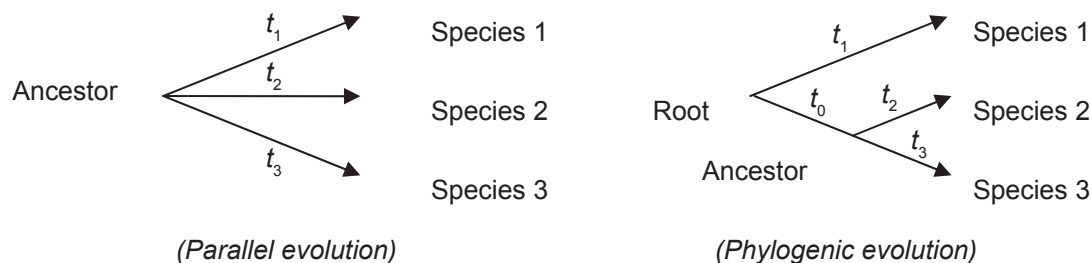 t1
Species 1
Ancestor
t2
Species 2
t3
Species 3
(Parallel evolution)
t1
Species 1
Root
t0
t2
Species 2
Ancestor
t3
Species 3
(Phylogenic evolution)